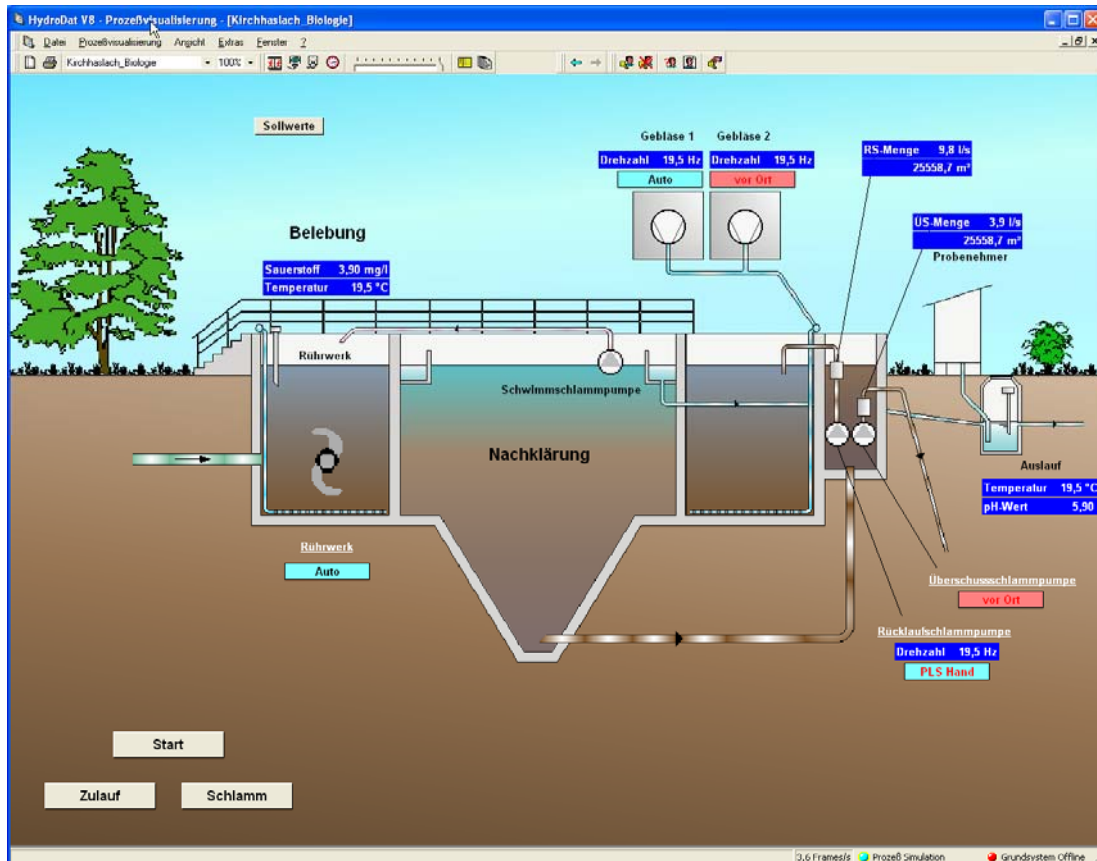 HydroDat V8 - Prozeßvisualisierung - [Kirchhaslach_Biologie]
Datei Prozeßvisualisierung Ansicht Extras Fenster ?
Kirchhaslach_Biologie 100%
Sollwerte
Gebläse 1 Gebläse 2
Drehzahl 19,5 Hz Drehzahl 19,5 Hz
Auto vor Ort
RS-Menge 9,8 l/s
25558,7 m³
ÜS-Menge 3,9 l/s
25558,7 m³
Probenehmer
Belebung
Sauerstoff 3,90 mg/l
Temperatur 19,5 °C
Rührwerk
Schwimmschlammpumpe
Nachklärung
Auslauf
Temperatur 19,5 °C
pH-Wert 5,90
Rührwerk
Auto
Überschussschlammpumpe
vor Ort
Rücklaufschlammpumpe
Drehzahl 19,5 Hz
PLS Hand
Start
Zulauf Schlamm
3,6 Frames/s Prozeß Simulation Grundsystem Offline